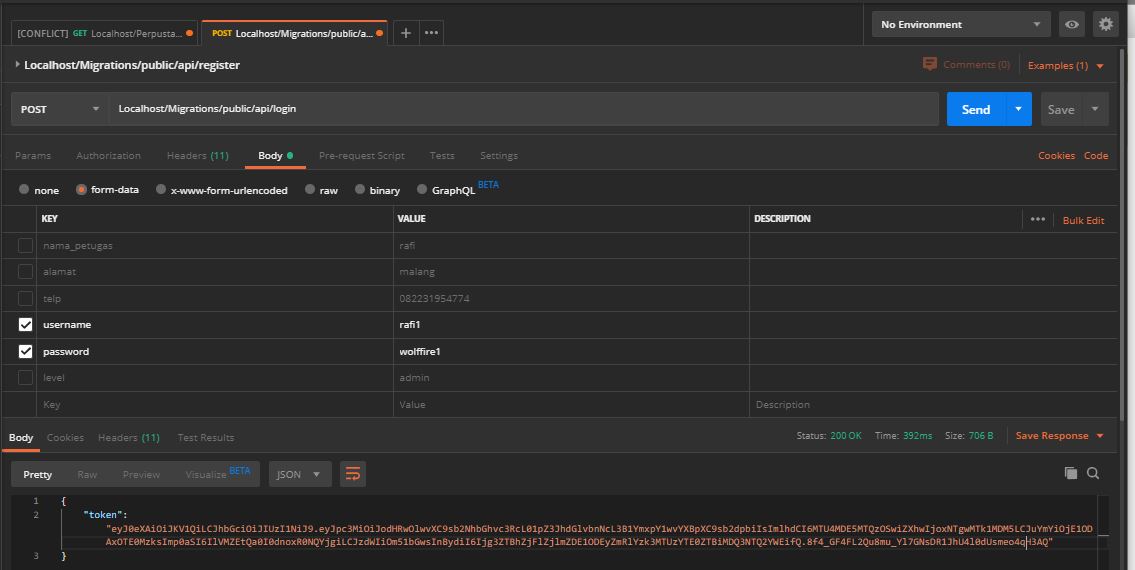 [CONFLICT] GET Localhost/Perpusta...
POST Localhost/Migrations/public/a...
No Environment
Localhost/Migrations/public/api/register
Comments (0)
Examples (1)
POST
Localhost/Migrations/public/api/login
Send
Save
Params Authorization Headers (11) Body Pre-request Script Tests Settings
Cookies Code
none form-data x-www-form-urlencoded raw binary GraphQL BETA
KEY VALUE DESCRIPTION
Bulk Edit
nama_petugas rafi
alamat malang
telp 082231954774
username rafi1
password wolffire1
level admin
Key Value Description
Body Cookies Headers (11) Test Results
Status: 200 OK Time: 392ms Size: 706 B
Save Response
Pretty Raw Preview Visualize BETA JSON
1 {
2 "token":
3 }